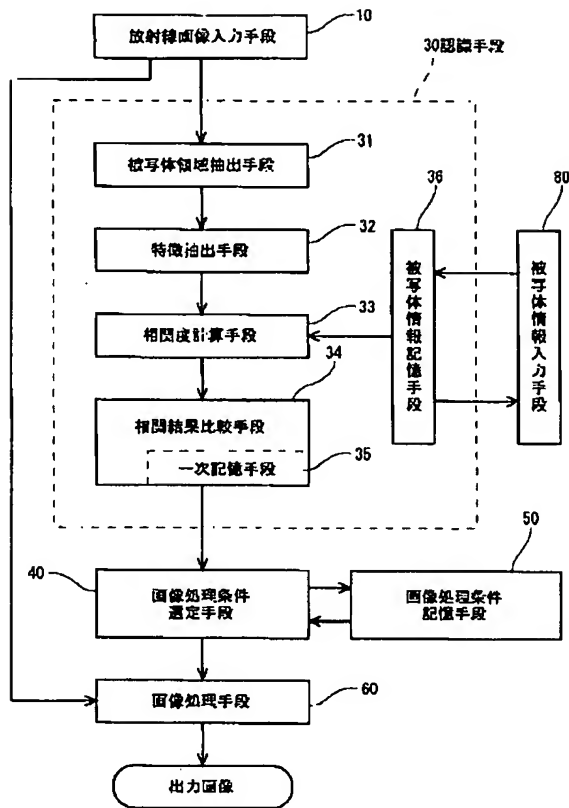 10
放射線画像入力手段
30認識手段
31
被写体領域抽出手段
36
80
32
特徴抽出手段
33
相関度計算手段
被写体情報記憶手段
被写体情報入力手段
34
相関結果比較手段
35
一次記憶手段
50
40
画像処理条件
選定手段
画像処理条件
記憶手段
60
画像処理手段
出力画像